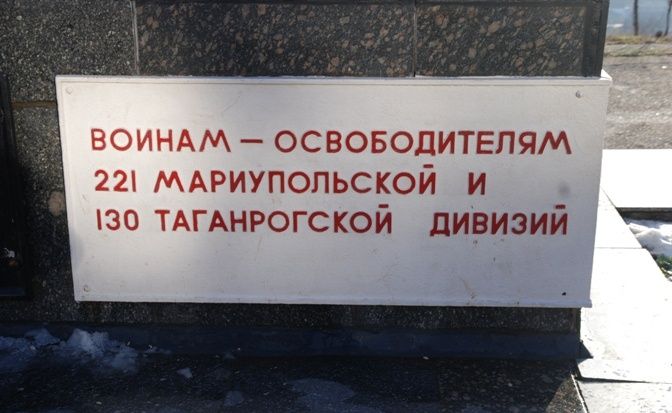 ВОИНАМ — ОСВОБОДИТЕЛЯМ
221 МАРИУПОЛЬСКОЙ И
130 ТАГАНРОГСКОЙ ДИВИЗИЙ